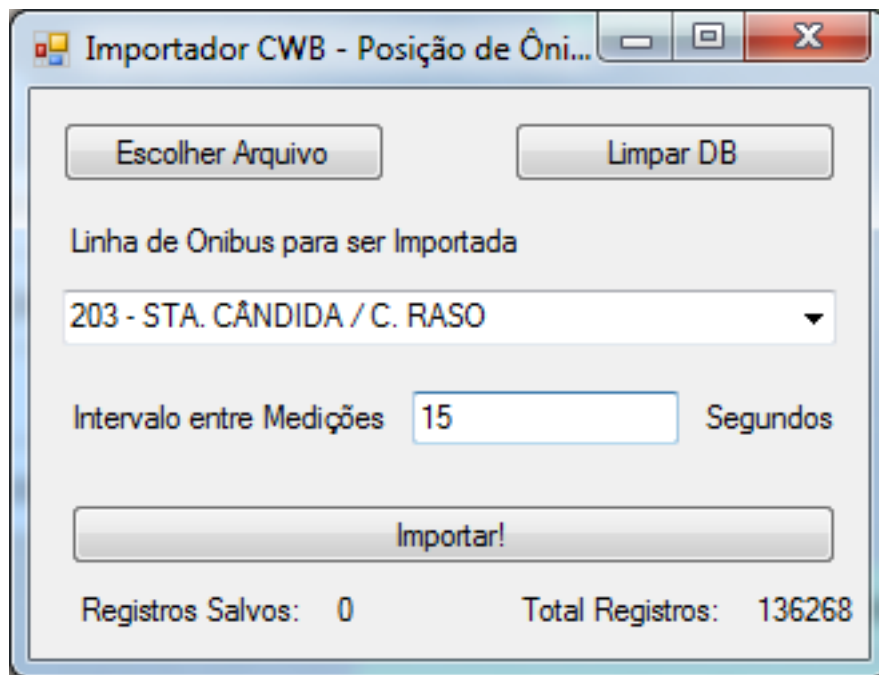 Importador CWB - Posição de Ôni...
Escolher Arquivo Limpar DB
Linha de Onibus para ser Importada
203 - STA. CÂNDIDA / C. RASO
Intervalo entre Medições 15 Segundos
Importar!
Registros Salvos: 0 Total Registros: 136268